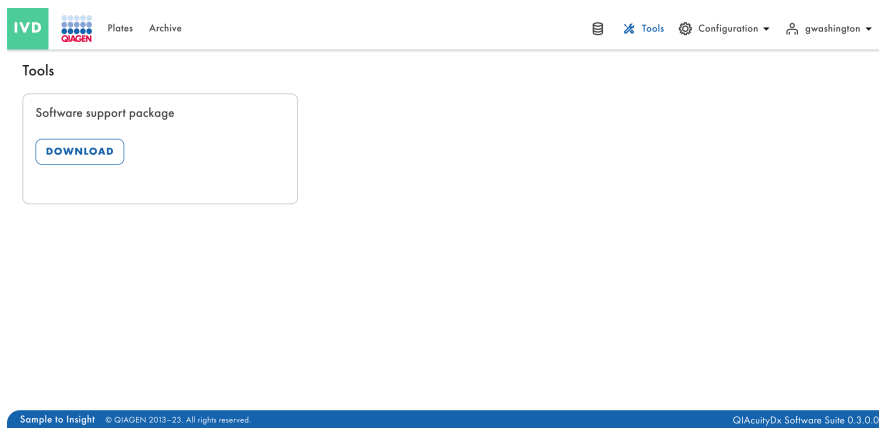 IVD
QIAGEN
Plates Archive
Tools Configuration gwashington
Tools
Software support package
DOWNLOAD
Sample to Insight © QIAGEN 2013–23. All rights reserved.
QIAcuityDx Software Suite 0.3.0.0